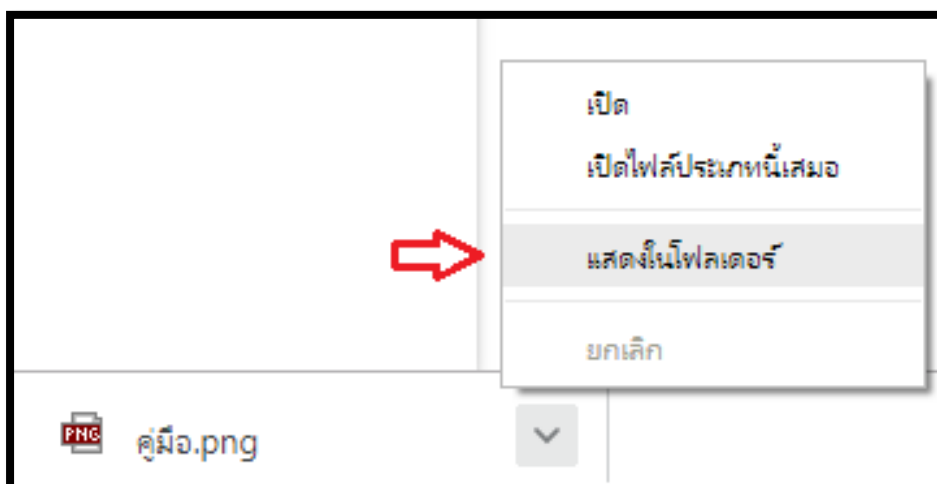 เปิด
เปิดไฟล์ประเภทนี้เสมอ
แสดงในโฟลเดอร์
ยกเลิก
PNG
คู่มือ.png